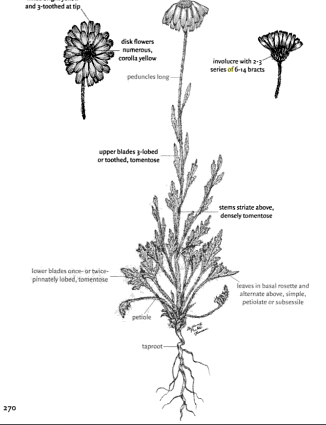 and 3-toothed at tip
disk flowers
numerous,
corolla yellow
involucre with 2-3
series of 6-14 bracts
peduncles long
upper blades 3-lobed
or toothed, tomentose
stems striate above,
densely tomentose
lower blades once- or twice-
pinnately lobed, tomentose
leaves in basal rosette and
alternate above, simple,
petiolate or subsessile
petiole
taproot
270